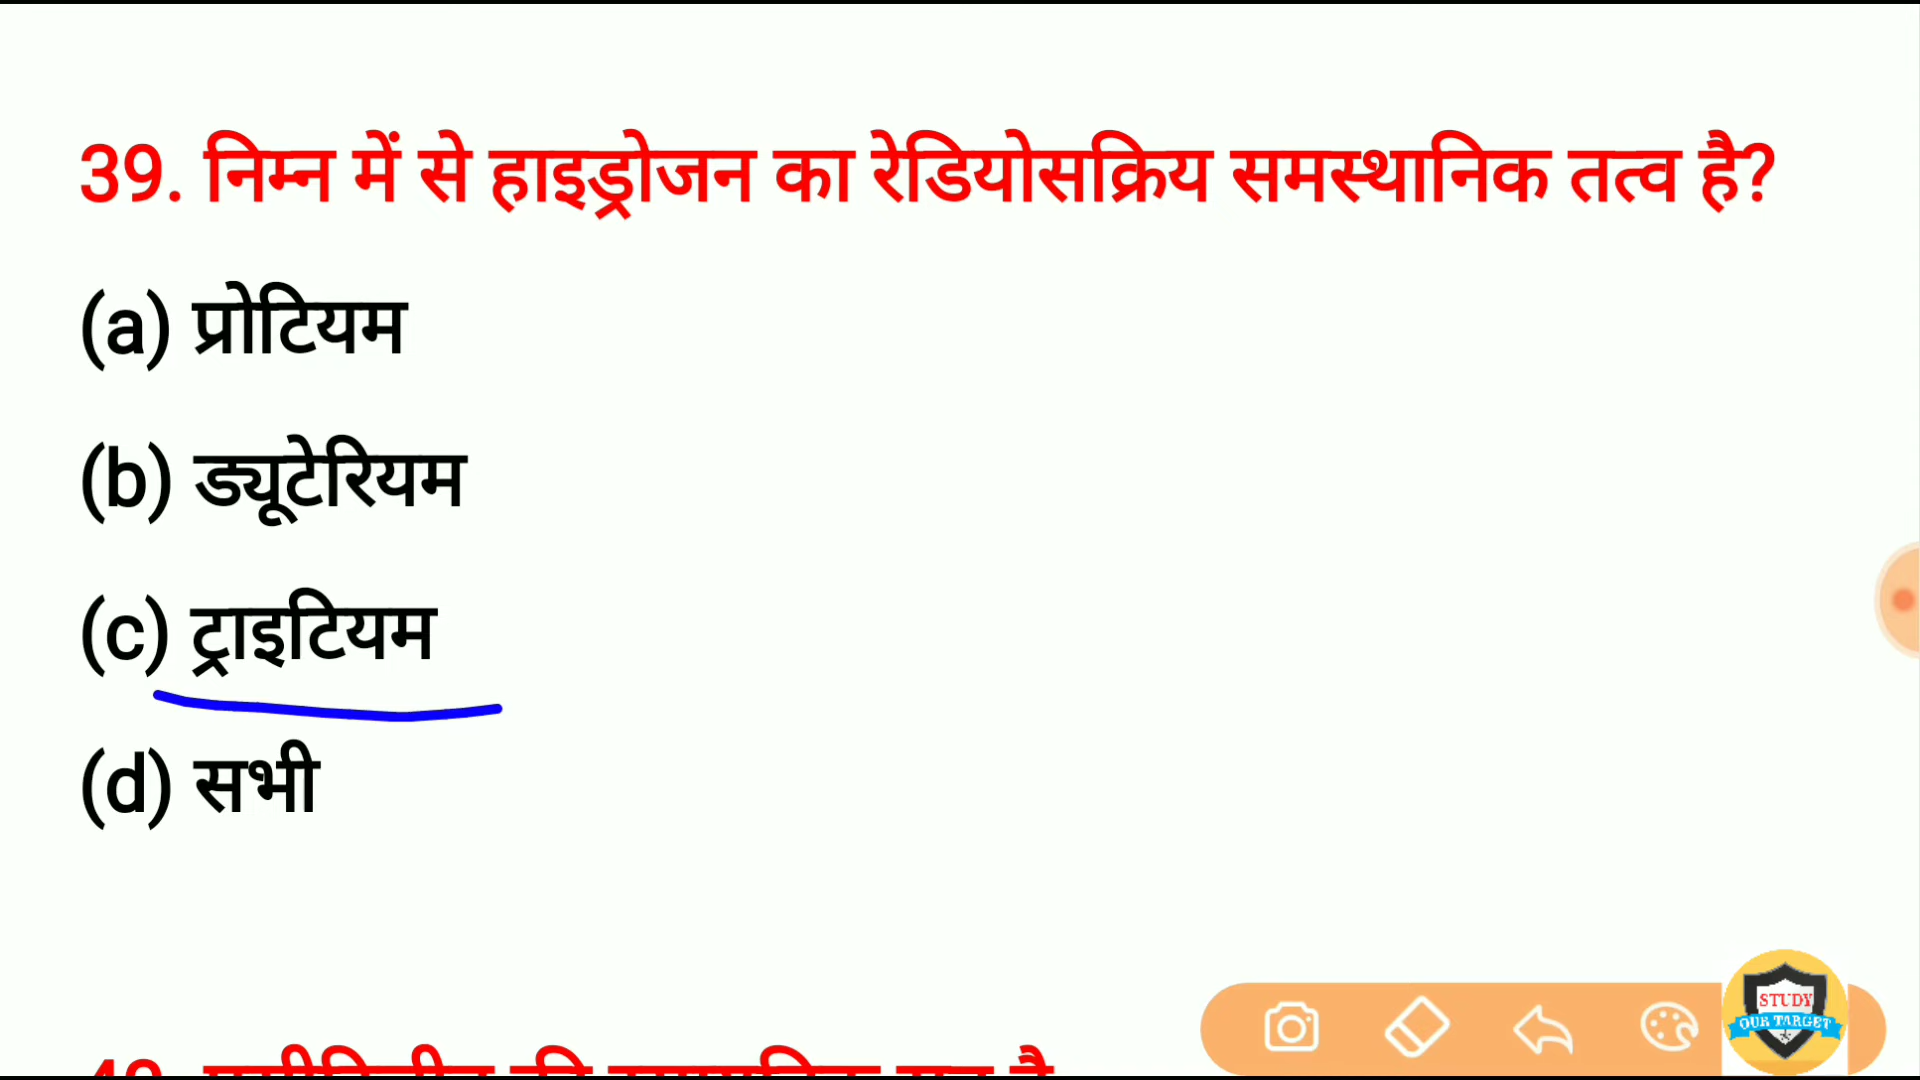 39. निम्न में से हाइड्रोजन का रेडियोसक्रिय समस्थानिक तत्व है?
(a) प्रोटियम
(b) ड्यूटेरियम
(c) ट्राइटियम
(d) सभी
STUDY
OUR TARGET